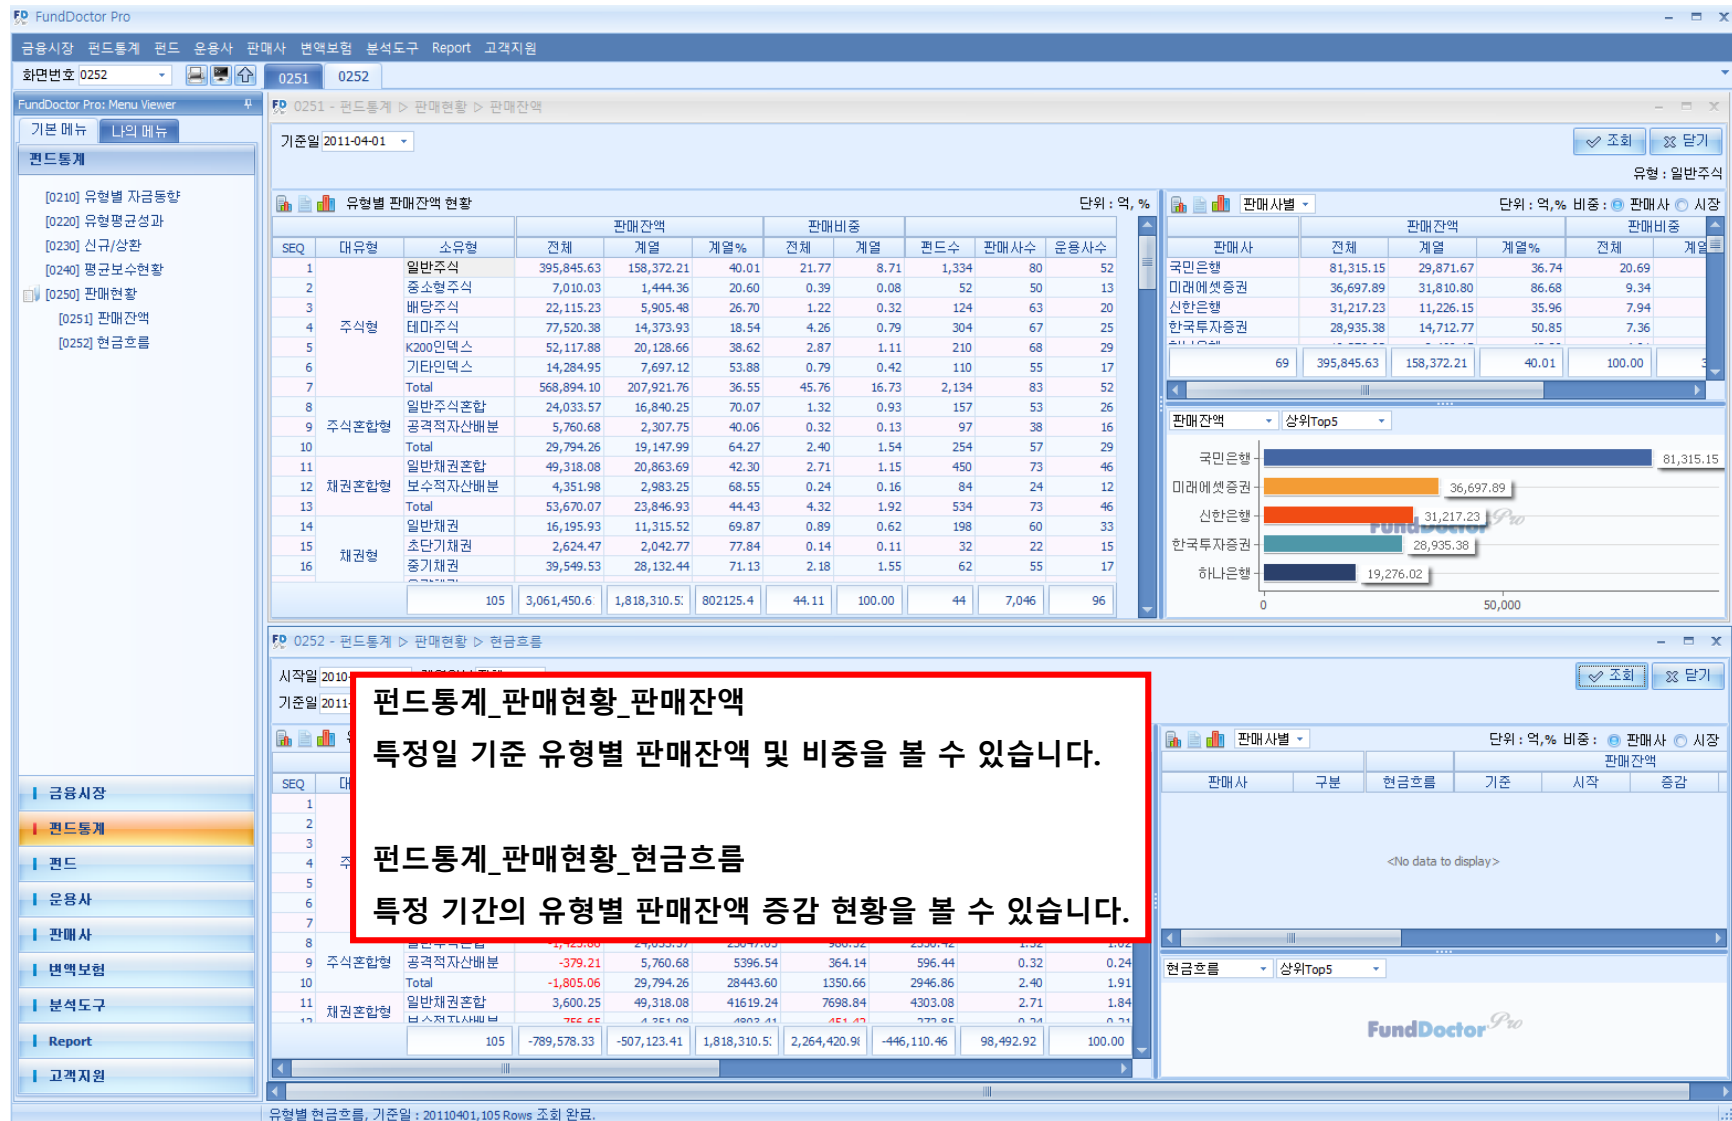 FundDoctor Pro
금융시장 펀드통계 펀드 운용사 판매사 변액보험 분석도구 Report 고객지원
화면번호 0252
0251 0252
FundDoctor Pro: Menu Viewer
기본 메뉴 나의 메뉴
펀드통계
[0210] 유형별 자금동향
[0220] 유형평균성과
[0230] 신규/상환
[0240] 평균보수현황
[0250] 판매현황
[0251] 판매잔액
[0252] 현금흐름
금융시장
펀드통계
펀드
운용사
판매사
변액보험
분석도구
Report
고객지원
0251 - 펀드통계 ▷ 판매현황 ▷ 판매잔액
기준일 2011-04-01
조회 닫기
유형 : 일반주식
유형별 판매잔액 현황 단위 : 억, %
판매잔액 판매비중
SEQ 대유형 소유형 전체 계열 계열% 전체 계열 펀드수 판매사수 운용사수
1 일반주식 395,845.63 158,372.21 40.01 21.77 8.71 1,334 80 52
2 중소형주식 7,010.03 1,444.36 20.60 0.39 0.08 52 50 13
3 배당주식 22,115.23 5,905.48 26.70 1.22 0.32 124 63 20
4 주식형 테마주식 77,520.38 14,373.93 18.54 4.26 0.79 304 67 25
5 K200인덱스 52,117.88 20,128.66 38.62 2.87 1.11 210 68 29
6 기타인덱스 14,284.95 7,697.12 53.88 0.79 0.42 110 55 17
7 Total 568,894.10 207,921.76 36.55 45.76 16.73 2,134 83 52
8 일반주식혼합 24,033.57 16,840.25 70.07 1.32 0.93 157 53 26
9 주식혼합형 공격적자산배분 5,760.68 2,307.75 40.06 0.32 0.13 97 38 16
10 Total 29,794.26 19,147.99 64.27 2.40 1.54 254 57 29
11 일반채권혼합 49,318.08 20,863.69 42.30 2.71 1.15 450 73 46
12 채권혼합형 보수적자산배분 4,351.98 2,983.25 68.55 0.24 0.16 84 24 12
13 Total 53,670.07 23,846.93 44.43 4.32 1.92 534 73 46
14 일반채권 16,195.93 11,315.52 69.87 0.89 0.62 198 60 33
15 채권형 초단기채권 2,624.47 2,042.77 77.84 0.14 0.11 32 22 15
16 중기채권 39,549.53 28,132.44 71.13 2.18 1.55 62 55 17
105 3,061,450.6 1,818,310.5 802125.4 44.11 100.00 44 7,046 96
판매사별 단위 : 억,% 비중 : 판매사 시장
판매잔액 판매비중
판매사 전체 계열 계열% 전체 계열
국민은행 81,315.15 29,871.67 36.74 20.69
미래에셋증권 36,697.89 31,810.80 86.68 9.34
신한은행 31,217.23 11,226.15 35.96 7.94
한국투자증권 28,935.38 14,712.77 50.85 7.36
69 395,845.63 158,372.21 40.01 100.00
판매잔액 상위Top5
국민은행 81,315.15
미래에셋증권 36,697.89
신한은행 31,217.23
한국투자증권 28,935.38
하나은행 19,276.02
FundDoctor Pro
0 50,000
0252 - 펀드통계 ▷ 판매현황 ▷ 현금흐름
시작일 2010-
조회 닫기
기준일 2011-
펀드통계_판매현황_판매잔액
특정일 기준 유형별 판매잔액 및 비중을 볼 수 있습니다.
펀드통계_판매현황_현금흐름
특정 기간의 유형별 판매잔액 증감 현황을 볼 수 있습니다.
SEQ
1
2
3
4
5
6
7
8
9 주식혼합형 공격적자산배분 -379.21 5,760.68 5396.54 364.14 596.44 0.32 0.24
10 Total -1,805.06 29,794.26 28443.60 1350.66 2946.86 2.40 1.91
11 채권혼합형 일반채권혼합 3,600.25 49,318.08 41619.24 7698.84 4303.08 2.71 1.84
105 -789,578.33 -507,123.41 1,818,310.5 2,264,420.9 -446,110.46 98,492.92 100.00
판매사별 단위 : 억,% 비중 : 판매사 시장
판매잔액
판매사 구분 현금흐름 기준 시작 증감
<No data to display>
현금흐름 상위Top5
FundDoctor Pro
유형별 현금흐름, 기준일 : 20110401,105 Rows 조회 완료.